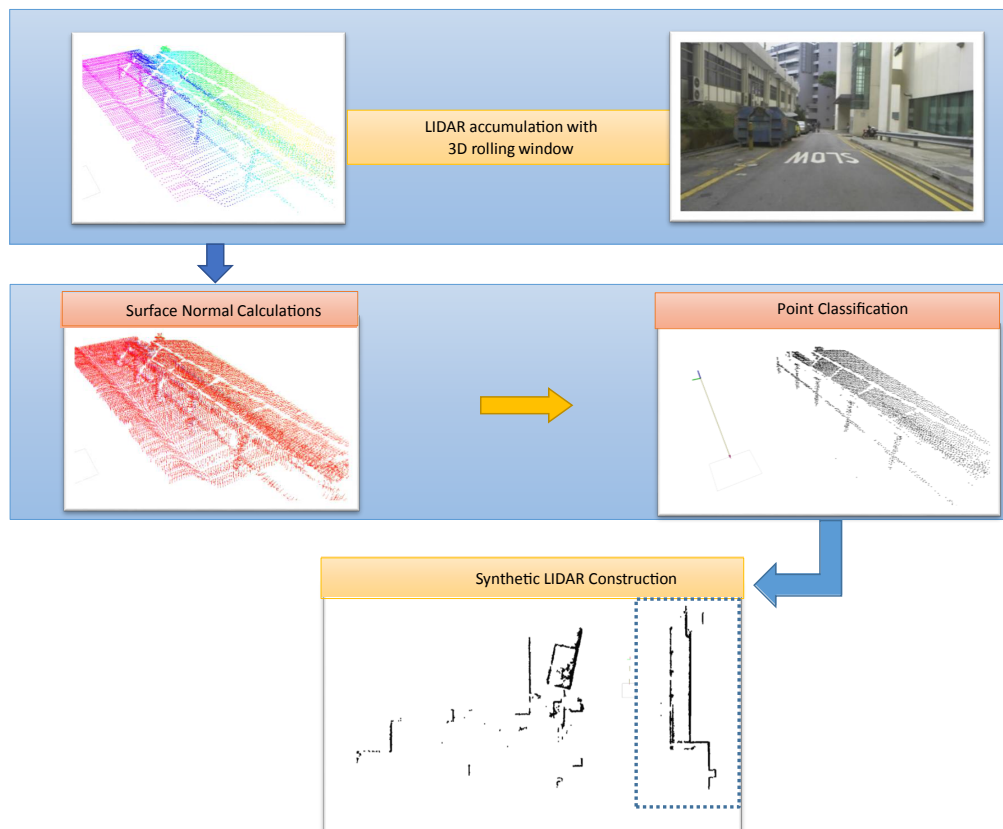 LIDAR accumulation with
3D rolling window
SLOW
Surface Normal Calculations
Point Classification
Synthetic LIDAR Construction